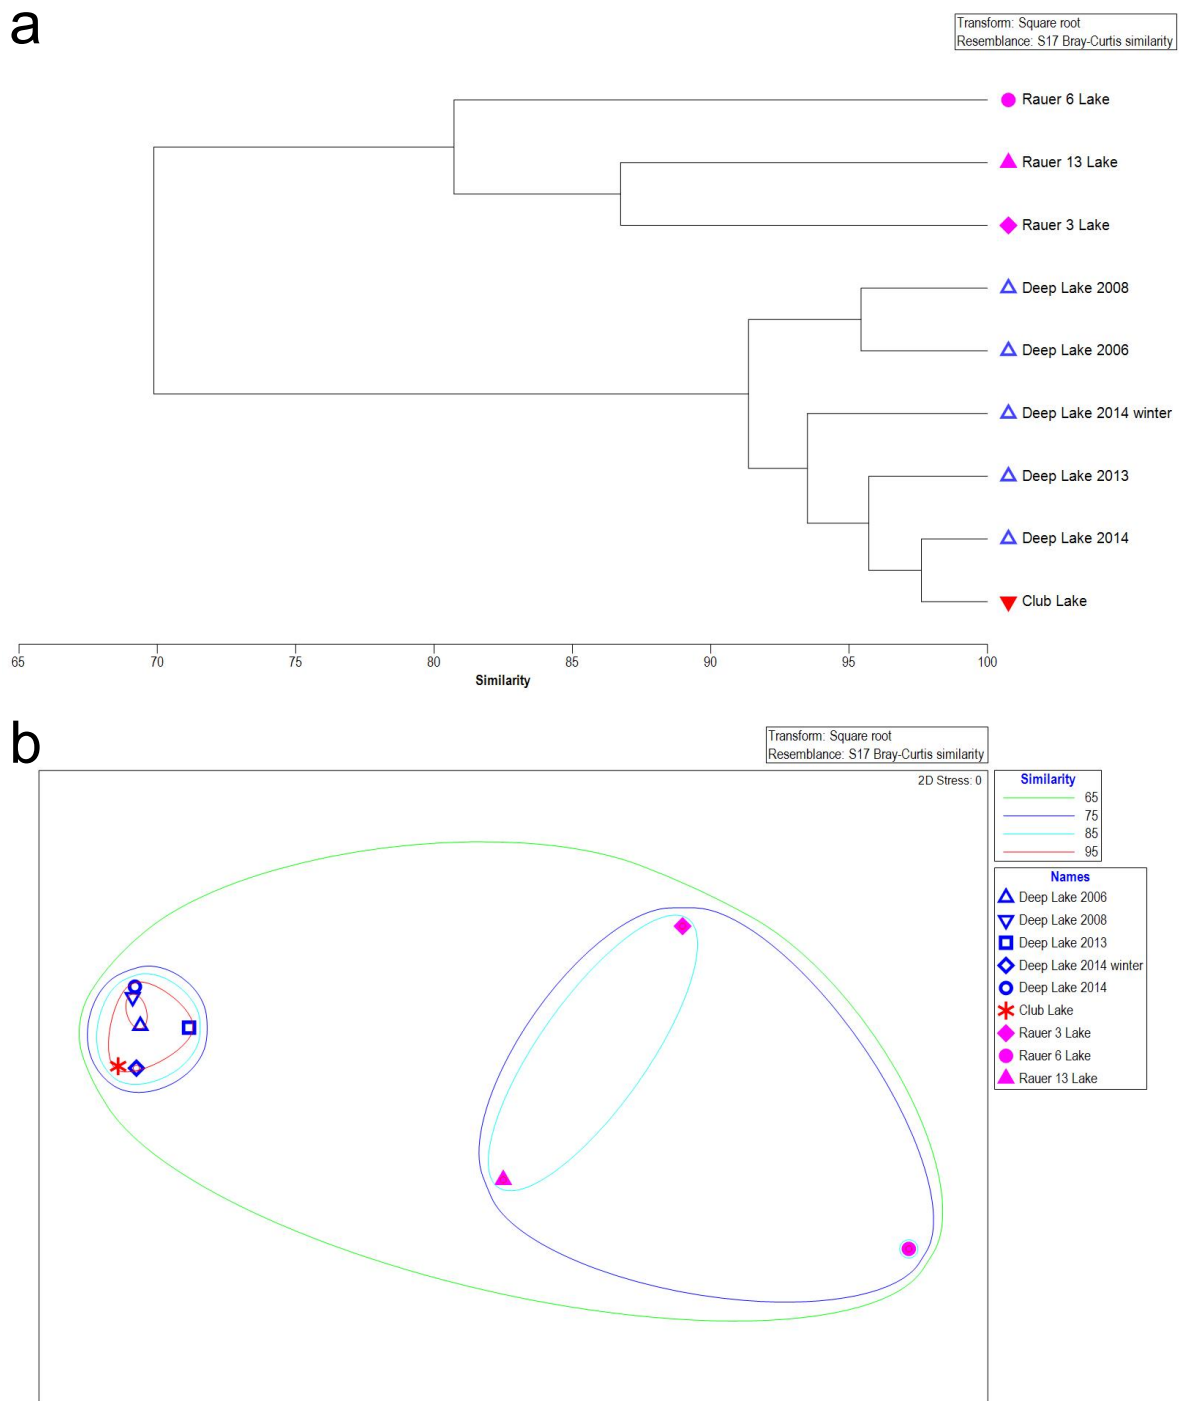 a
Transform: Square root
Resemblance: S17 Bray-Curtis similarity
Rauer 6 Lake
Rauer 13 Lake
Rauer 3 Lake
Deep Lake 2008
Deep Lake 2006
Deep Lake 2014 winter
Deep Lake 2013
Deep Lake 2014
Club Lake
65 70 75 80 85 90 95 100
Similarity
b
Transform: Square root
Resemblance: S17 Bray-Curtis similarity
2D Stress: 0
Similarity
65
75
85
95
Names
Deep Lake 2006
Deep Lake 2008
Deep Lake 2013
Deep Lake 2014 winter
Deep Lake 2014
Club Lake
Rauer 3 Lake
Rauer 6 Lake
Rauer 13 Lake